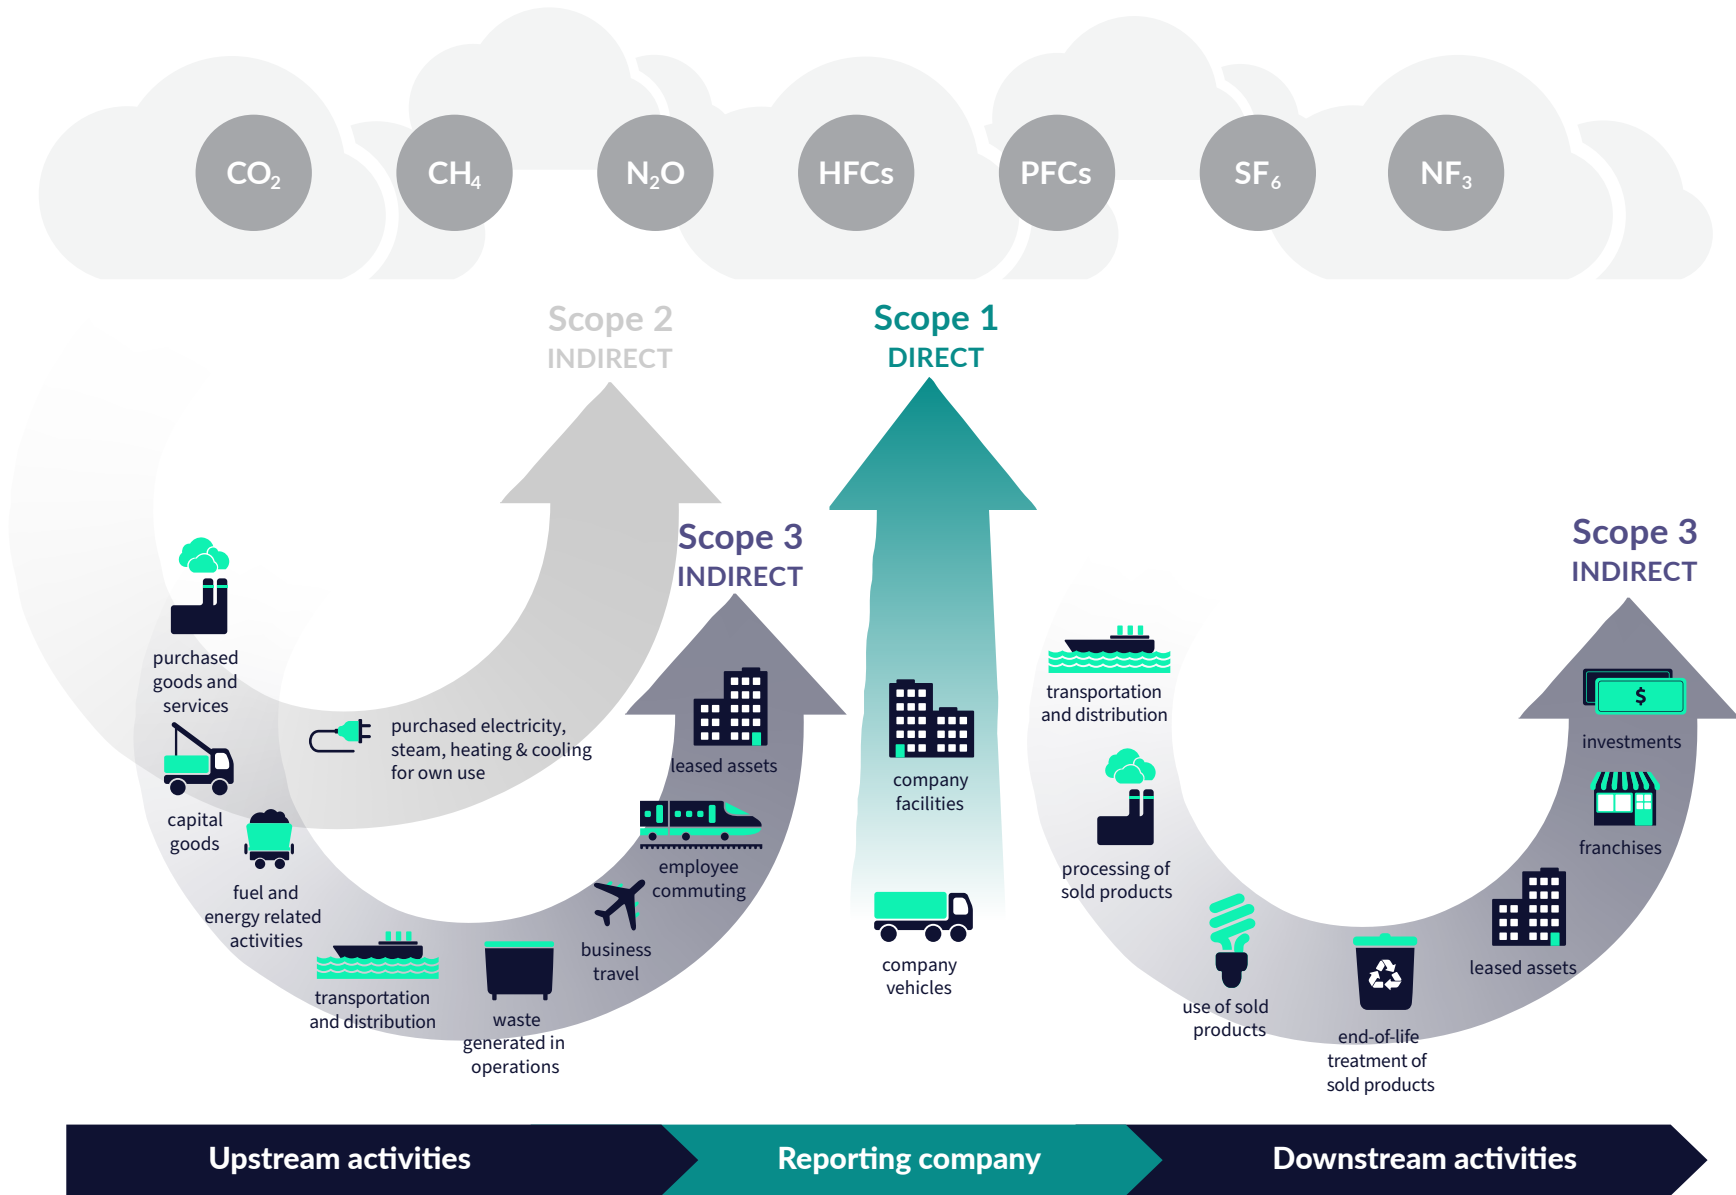 CO₂
CH₄
N₂O
HFCs
PFCs
SF₆
NF₃
Scope 2
INDIRECT
Scope 1
DIRECT
Scope 3
INDIRECT
Scope 3
INDIRECT
purchased
goods and
services
capital
goods
fuel and
energy related
activities
purchased electricity,
steam, heating & cooling
for own use
transportation
and distribution
waste
generated in
operations
business
travel
employee
commuting
leased assets
company
facilities
company
vehicles
transportation
and distribution
processing of
sold products
use of sold
products
end-of-life
treatment of
sold products
leased assets
franchises
$
investments
Upstream activities
Reporting company
Downstream activities